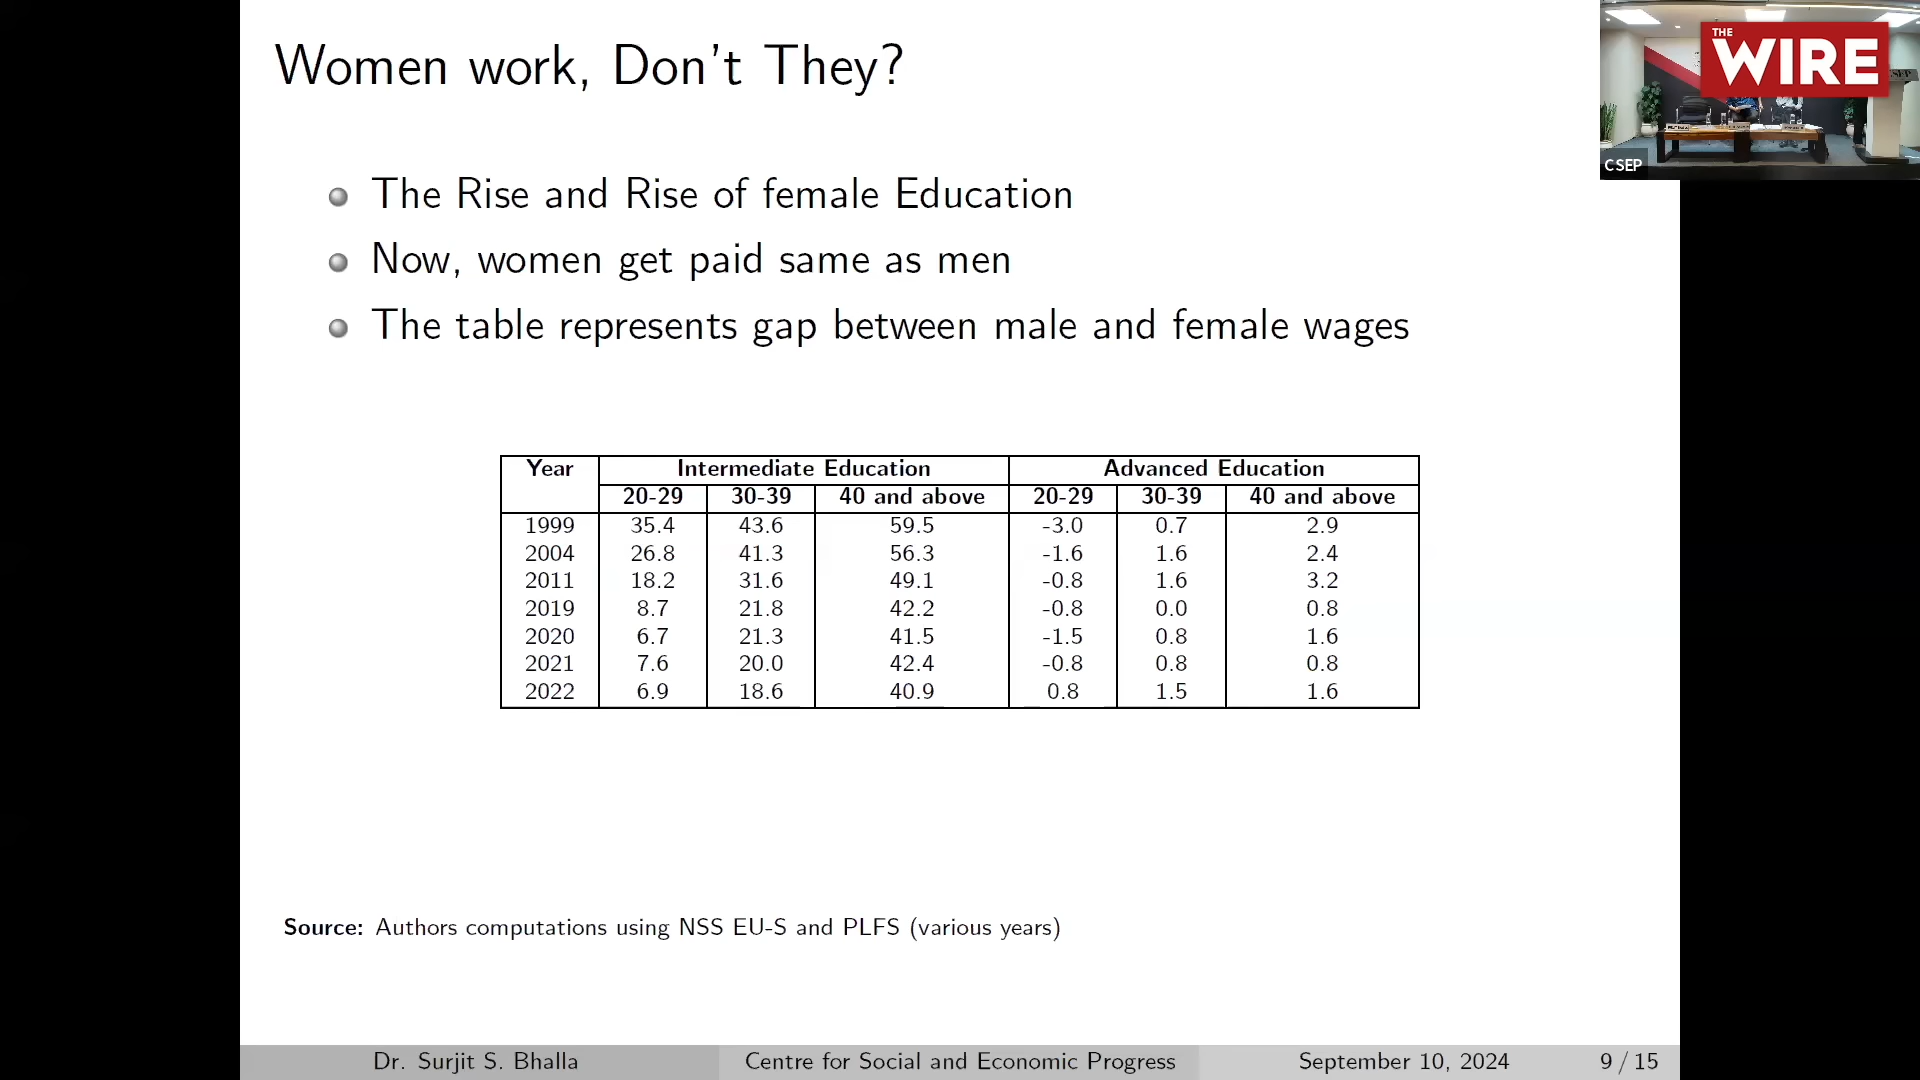 Women work, Don't They?
THE
WIRE
CSEP
The Rise and Rise of female Education
Now, women get paid same as men
The table represents gap between male and female wages
Year Intermediate Education Advanced Education
20-29 30-39 40 and above 20-29 30-39 40 and above
1999 35.4 43.6 59.5 -3.0 0.7 2.9
2004 26.8 41.3 56.3 -1.6 1.6 2.4
2011 18.2 31.6 49.1 -0.8 1.6 3.2
2019 8.7 21.8 42.2 -0.8 0.0 0.8
2020 6.7 21.3 41.5 -1.5 0.8 1.6
2021 7.6 20.0 42.4 -0.8 0.8 0.8
2022 6.9 18.6 40.9 0.8 1.5 1.6
Source: Authors computations using NSS EU-S and PLFS (various years)
Dr. Surjit S. Bhalla Centre for Social and Economic Progress September 10, 2024 9 / 15